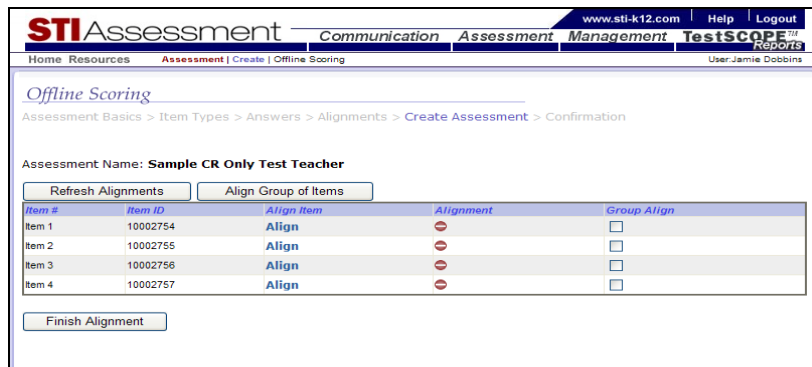 www.sti-k12.com Help Logout
STIAssessment Communication Assessment Management TestSCOPE™ Reports
Home Resources Assessment | Create | Offline Scoring User:Jamie Dobbins
Offline Scoring
Assessment Basics > Item Types > Answers > Alignments > Create Assessment > Confirmation
Assessment Name: Sample CR Only Test Teacher
Refresh Alignments Align Group of Items
Item # Item ID Align Item Alignment Group Align
Item 1 10002754 Align
Item 2 10002755 Align
Item 3 10002756 Align
Item 4 10002757 Align
Finish Alignment